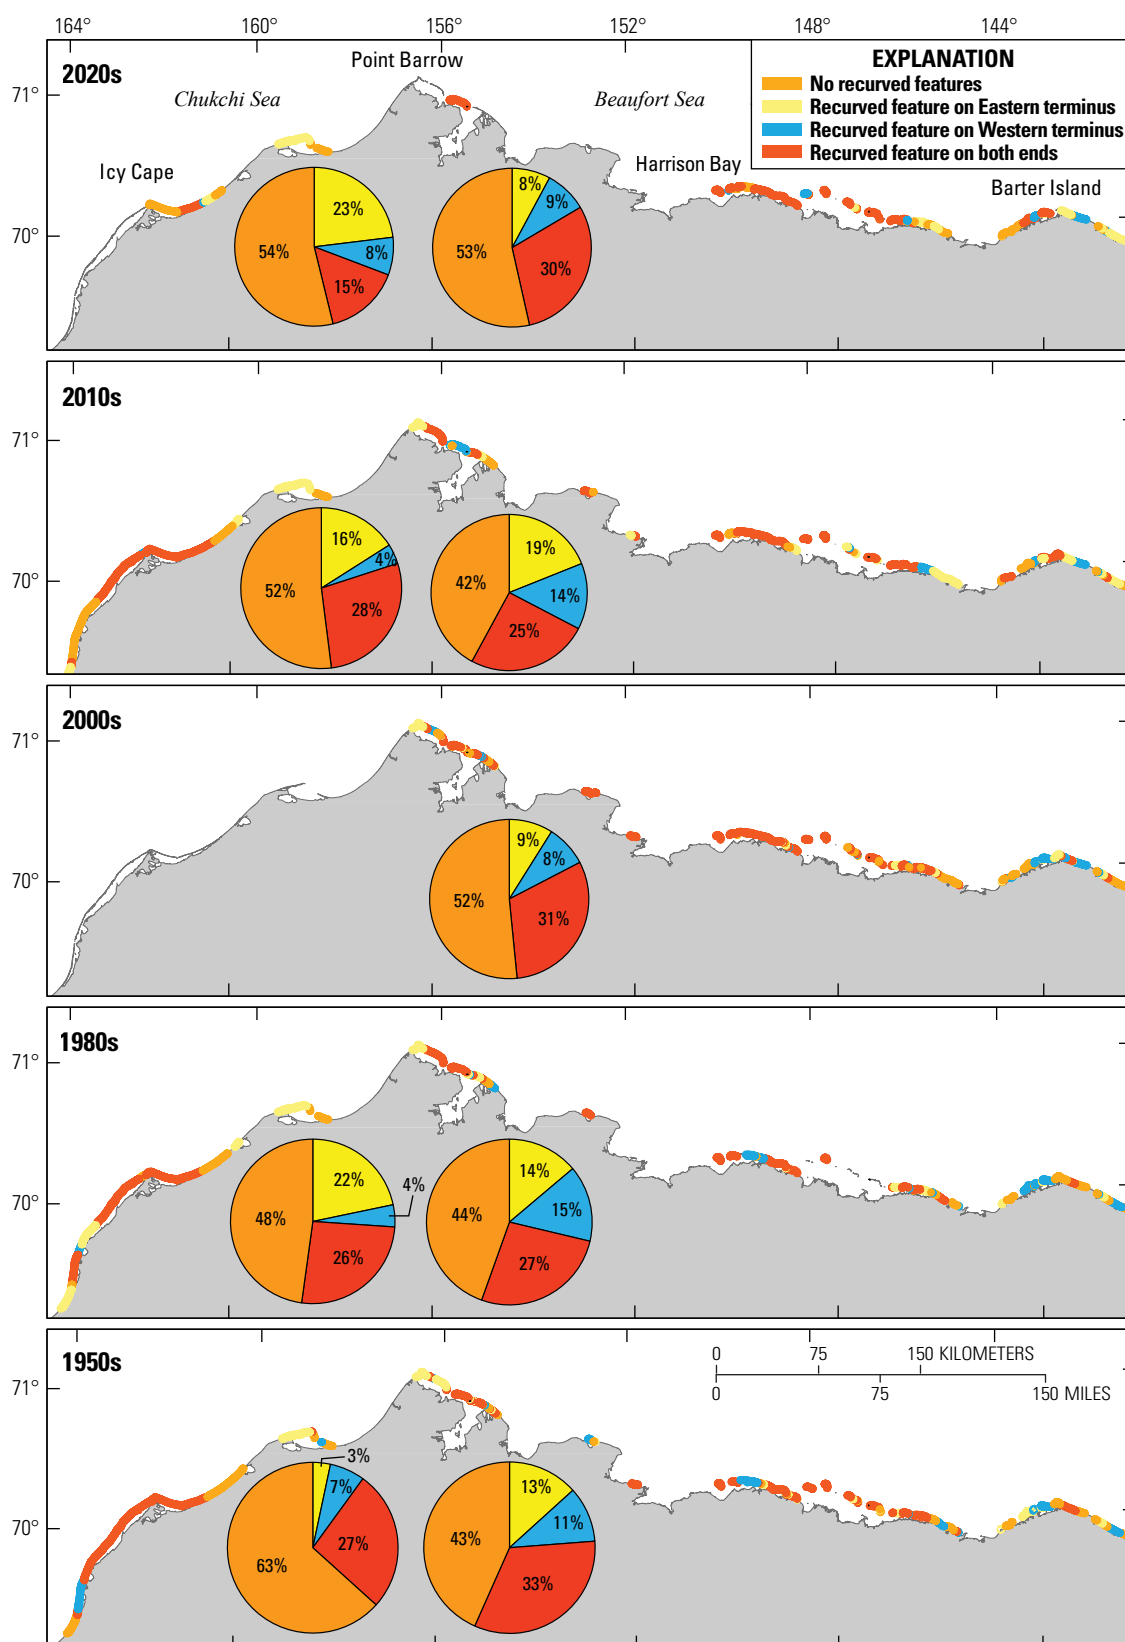 164° 160° 156° 152° 148° 144°
2020s
Point Barrow
Chukchi Sea
Beaufort Sea
EXPLANATION
No recurved features
Recurved feature on Eastern terminus
Recurved feature on Western terminus
Recurved feature on both ends
71°
Icy Cape
Harrison Bay
Barter Island
70°
23%
8%
15%
54%
8%
9%
30%
53%
2010s
71°
70°
16%
4%
28%
52%
19%
14%
25%
42%
2000s
71°
70°
9%
8%
31%
52%
1980s
71°
70°
22%
4%
26%
48%
14%
15%
27%
44%
1950s
0 75 150 KILOMETERS
0 75 150 MILES
71°
70°
3%
7%
27%
63%
13%
11%
33%
43%